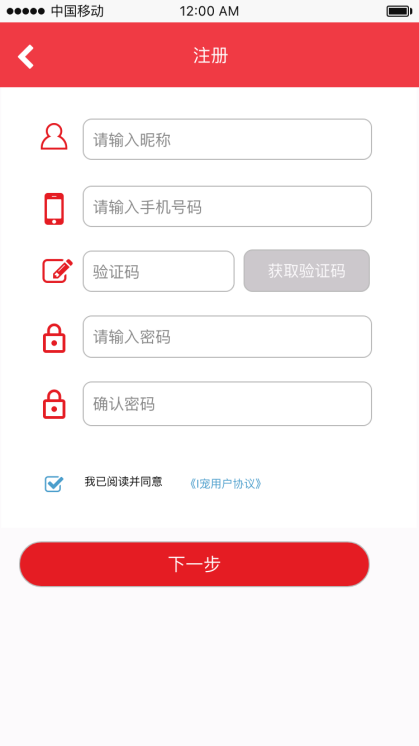 中国移动 12:00 AM
注册
请输入昵称
请输入手机号码
验证码 获取验证码
请输入密码
确认密码
我已阅读并同意 《I宠用户协议》
下一步